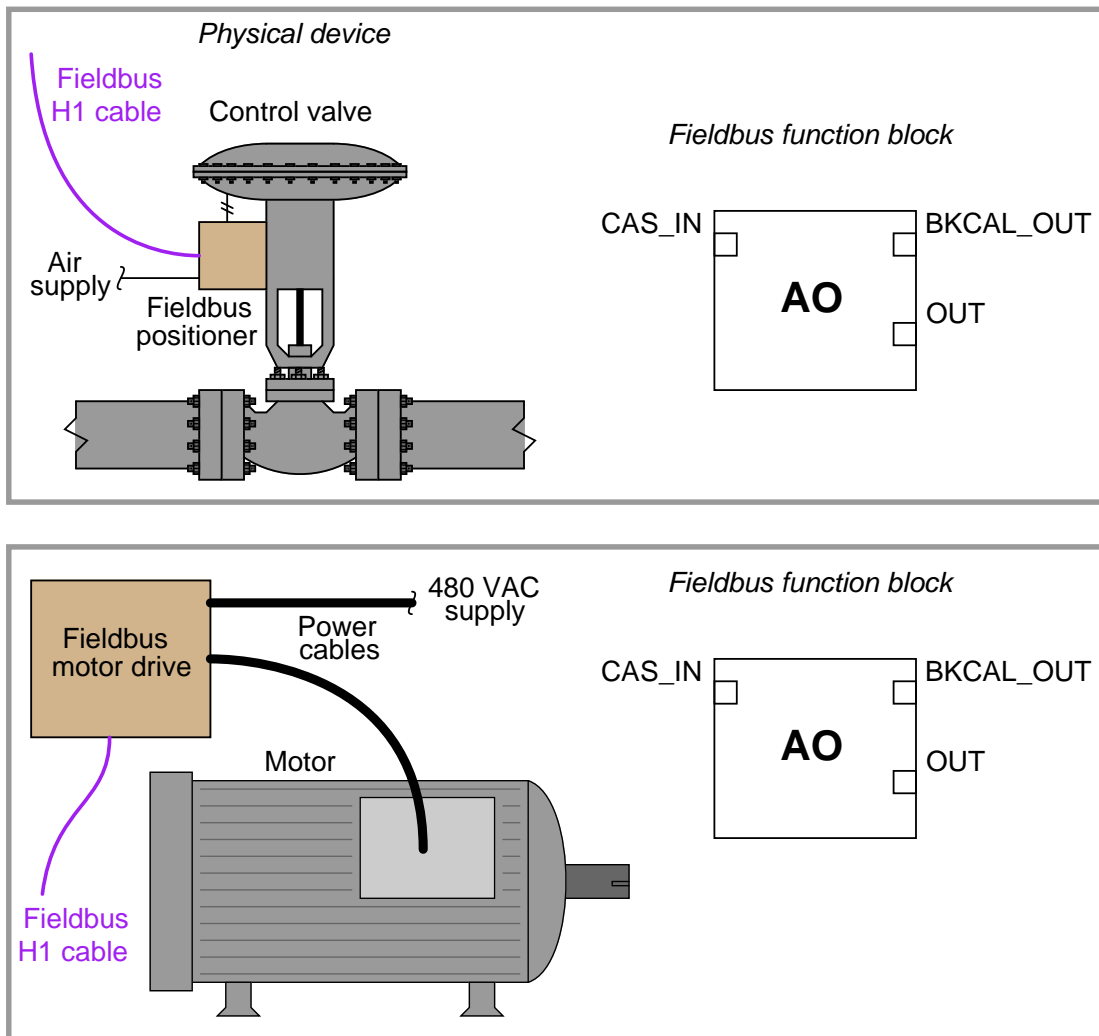 Physical device
Fieldbus
H1 cable
Control valve
Air
supply
Fieldbus
positioner
Fieldbus function block
CAS_IN
BKCAL_OUT
AO
OUT
Fieldbus
motor drive
480 VAC
supply
Power
cables
Motor
Fieldbus
H1 cable
Fieldbus function block
CAS_IN
BKCAL_OUT
AO
OUT